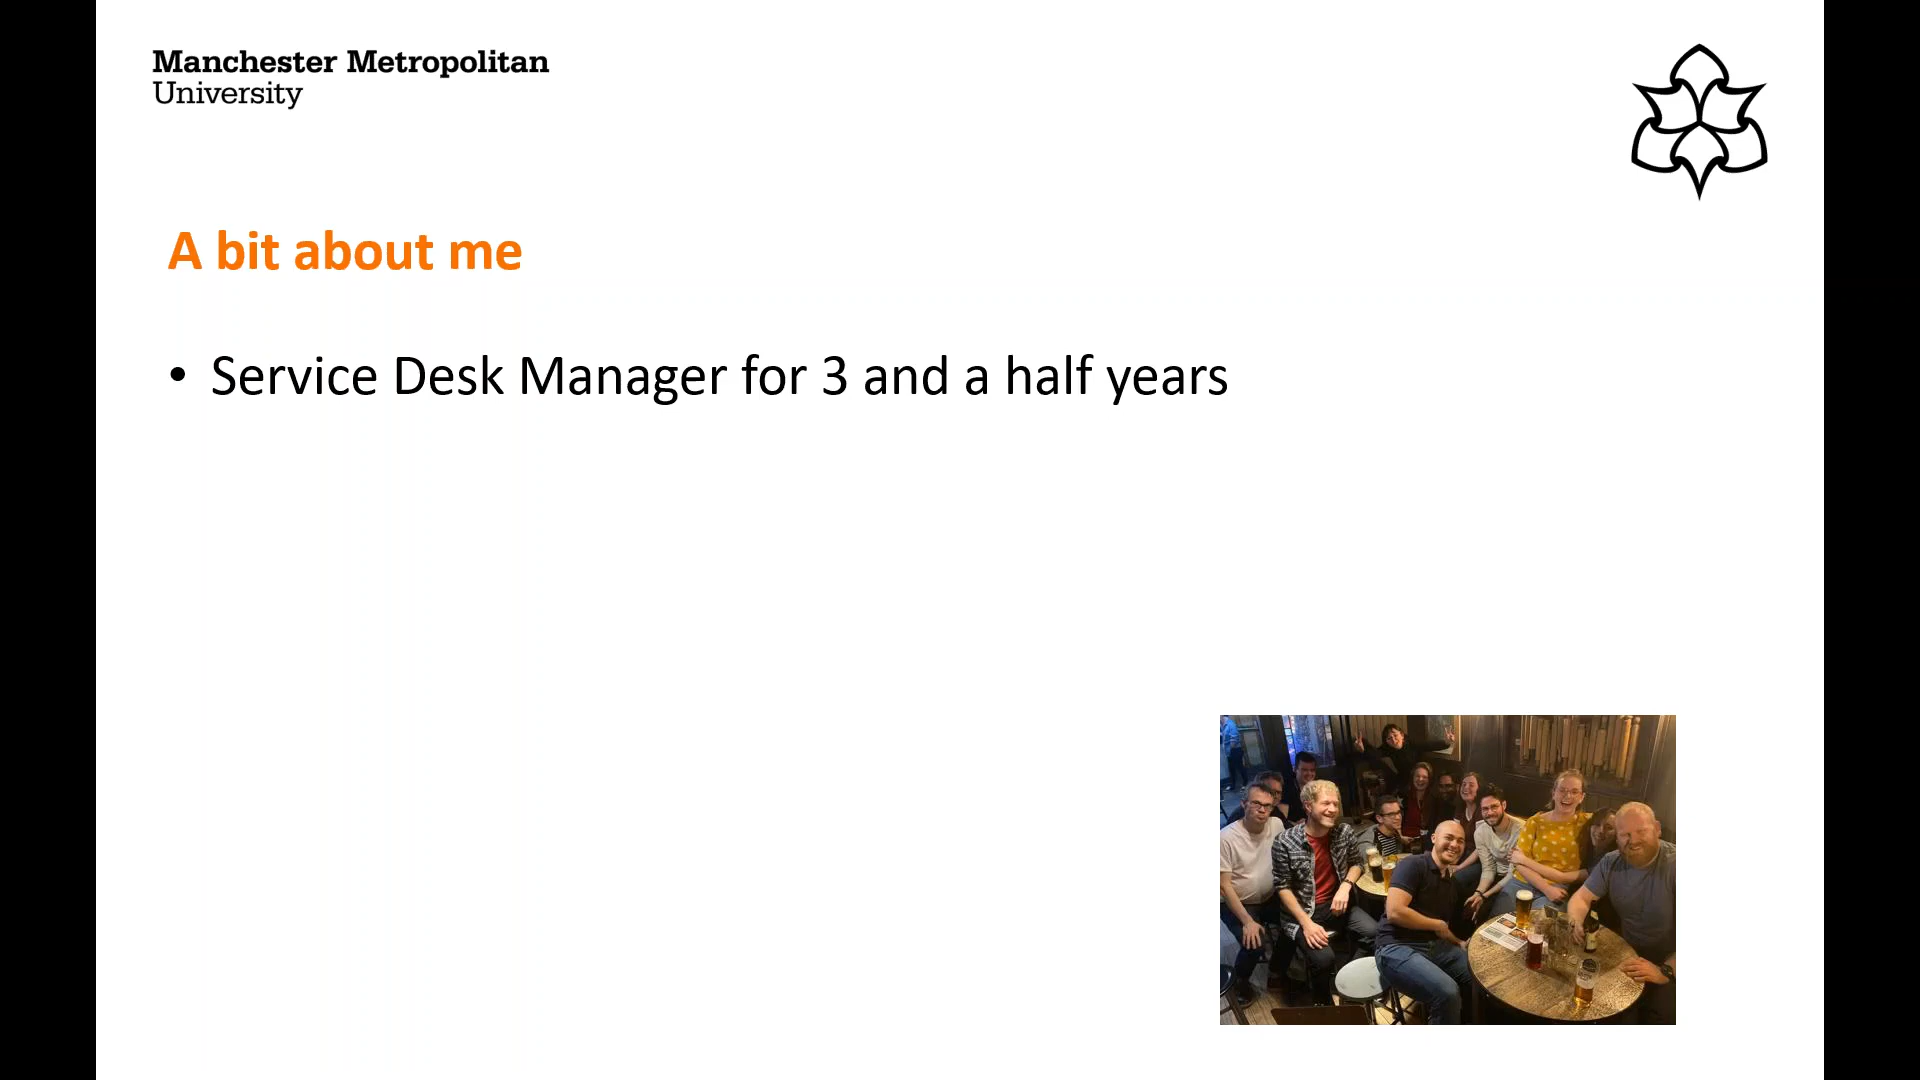 Manchester Metropolitan
University
A bit about me
• Service Desk Manager for 3 and a half years